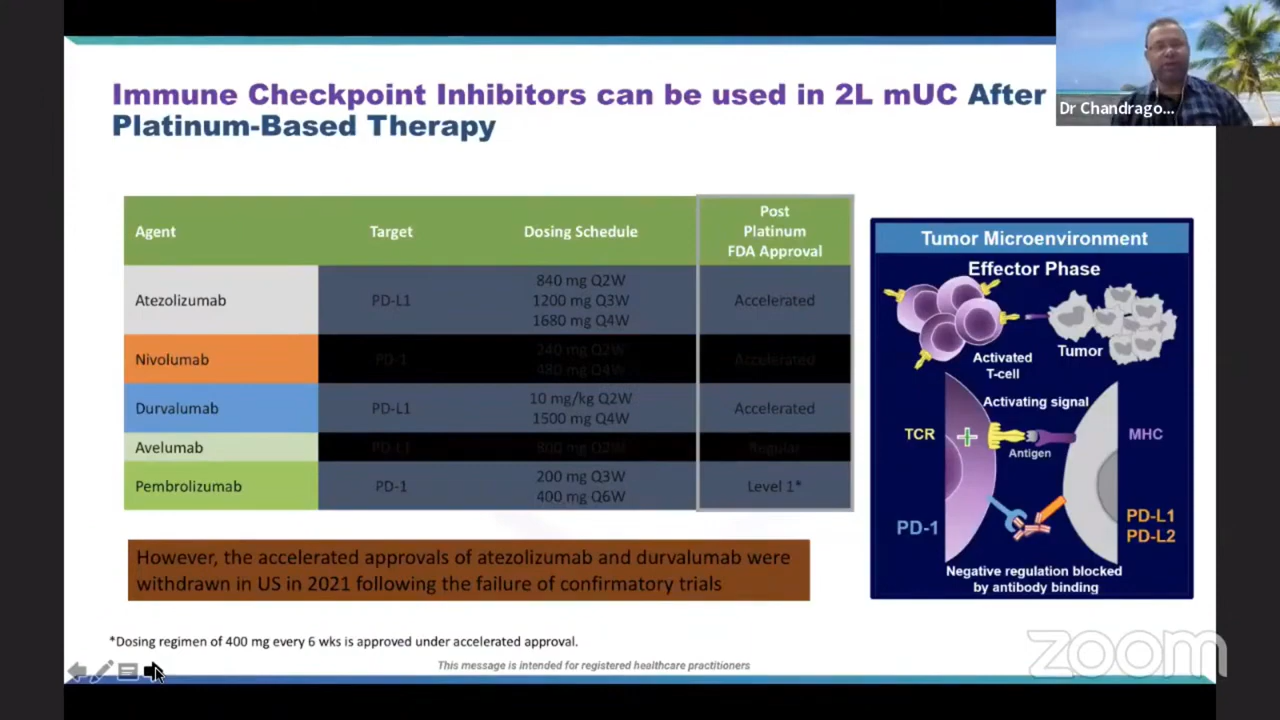 Immune Checkpoint Inhibitors can be used in 2L mUC After
Platinum-Based Therapy
Dr Chandrago...
Agent
Target
Dosing Schedule
Post
Platinum
FDA Approval
Atezolizumab
PD-L1
840 mg Q2W
1200 mg Q3W
1680 mg Q4W
Accelerated
Nivolumab
PD-1
240 mg Q2W
480 mg Q4W
Accelerated
Durvalumab
PD-L1
10 mg/kg Q2W
1500 mg Q4W
Accelerated
Avelumab
PD-L1
800 mg Q2W
Regular
Pembrolizumab
PD-1
200 mg Q3W
400 mg Q6W
Level 1*
However, the accelerated approvals of atezolizumab and durvalumab were
withdrawn in US in 2021 following the failure of confirmatory trials
Tumor Microenvironment
Effector Phase
Activated
T-cell
Tumor
Activating signal
TCR
Antigen
MHC
PD-1
PD-L1
PD-L2
Negative regulation blocked
by antibody binding
*Dosing regimen of 400 mg every 6 wks is approved under accelerated approval.
This message is intended for registered healthcare practitioners
zoom